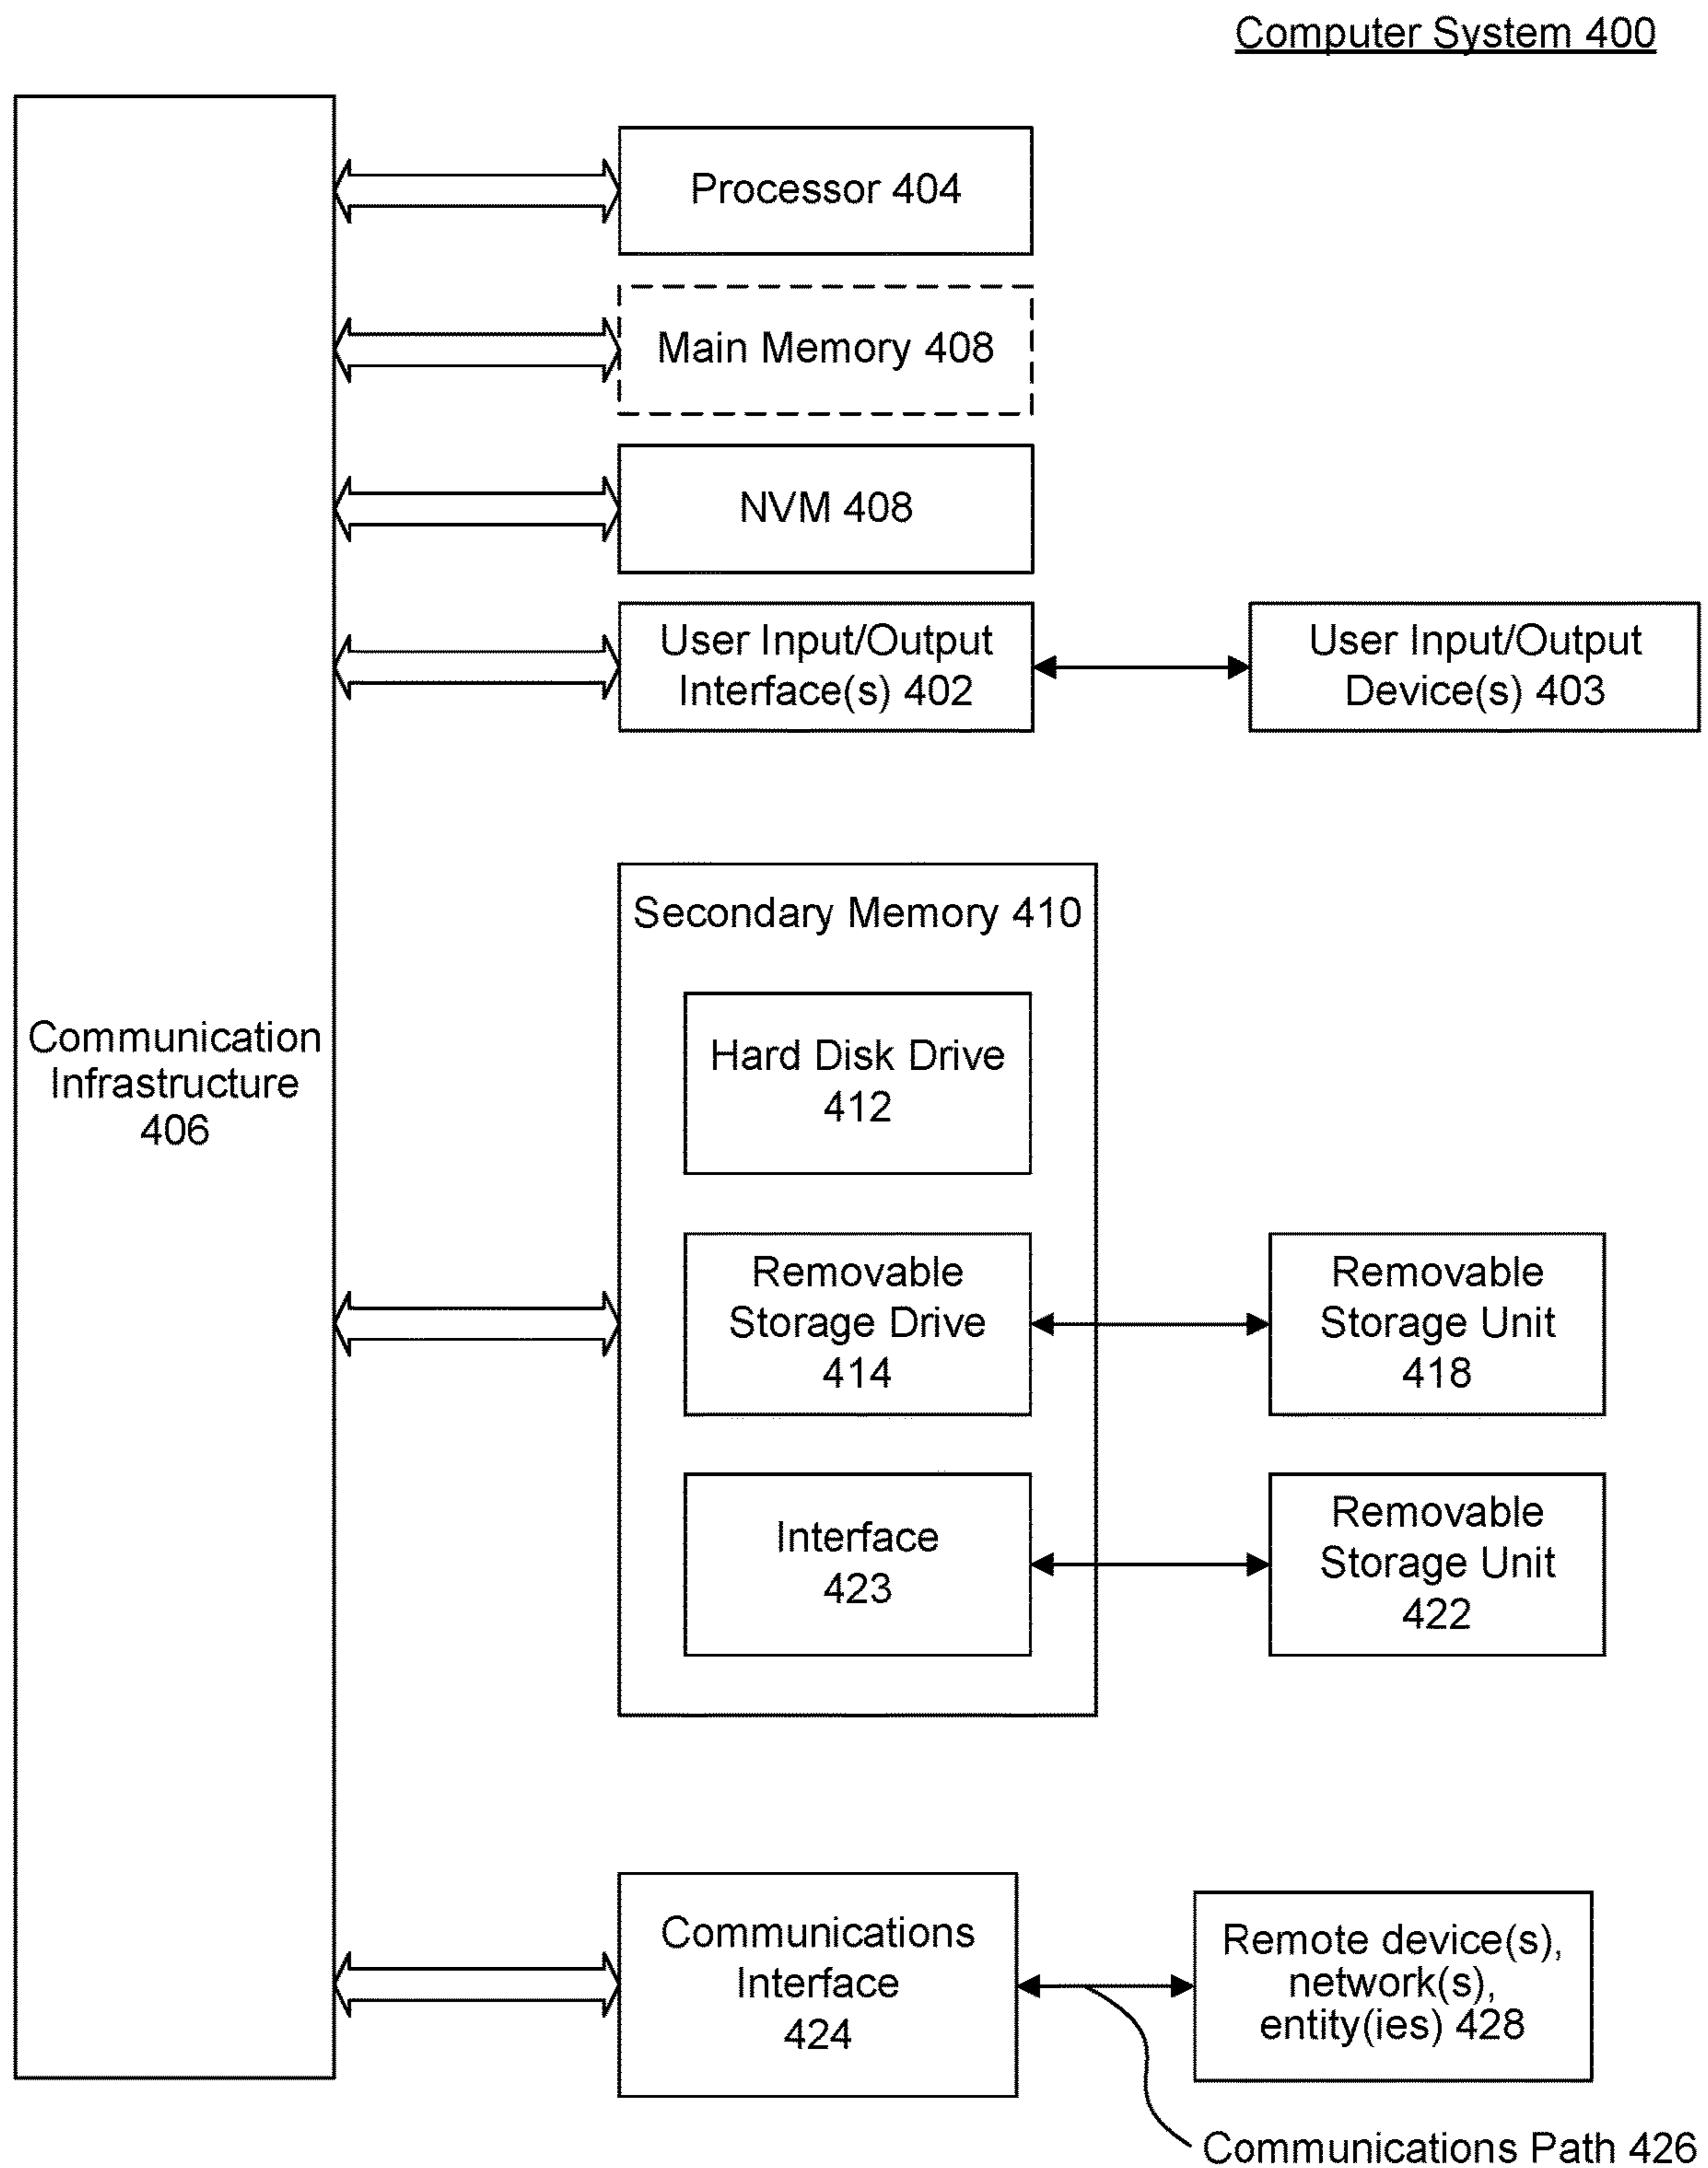 Computer System 400
Processor 404
Main Memory 408
NVM 408
User Input/Output
Interface(s) 402
User Input/Output
Device(s) 403
Communication
Infrastructure
406
Secondary Memory 410
Hard Disk Drive
412
Removable
Storage Drive
414
Removable
Storage Unit
418
Interface
423
Removable
Storage Unit
422
Communications
Interface
424
Remote device(s),
network(s),
entity(ies) 428
Communications Path 426